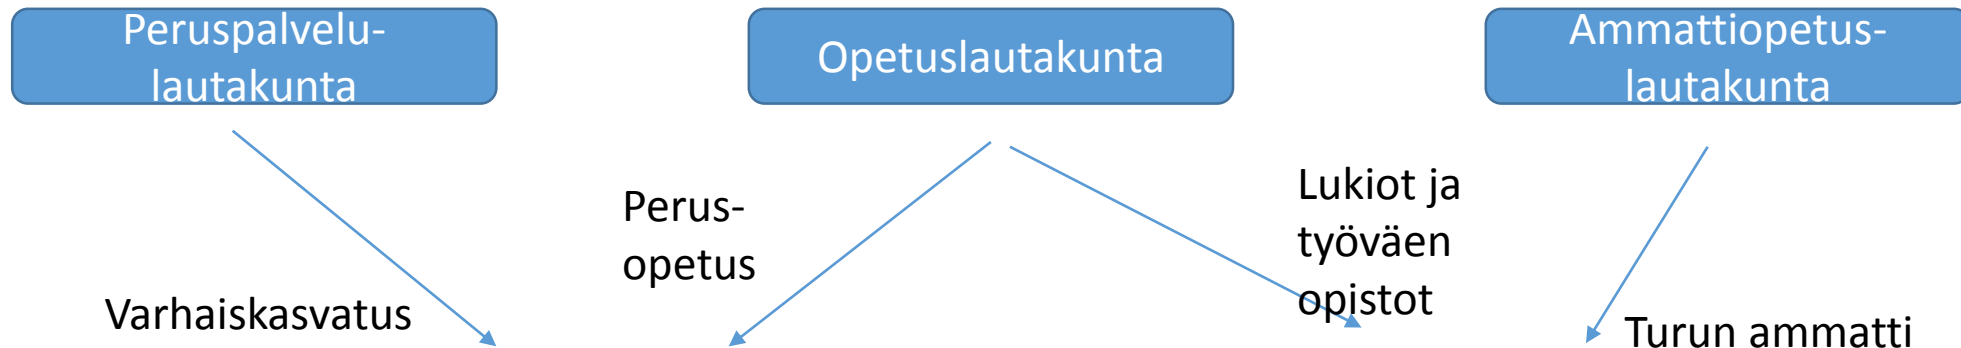 Peruspalvelu-
lautakunta
Opetuslautakunta
Ammattiopetus-
lautakunta
Perus-
opetus
Lukiot ja
työväen
opistot
Varhaiskasvatus
Turun ammatti